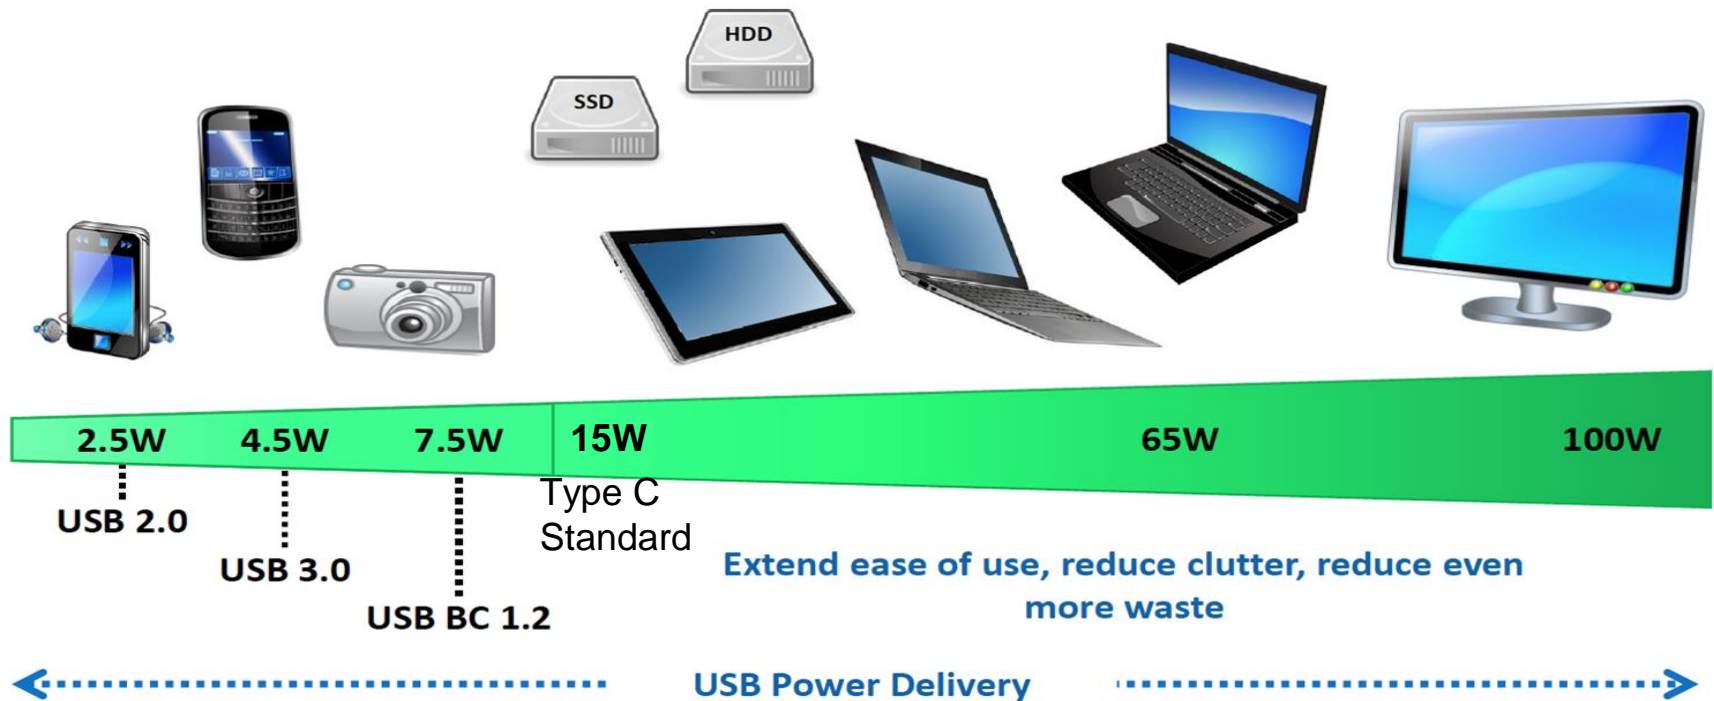 HDD
SSD
2.5W 4.5W 7.5W 15W 65W 100W
Type C
Standard
USB 2.0
USB 3.0
USB BC 1.2
Extend ease of use, reduce clutter, reduce even
more waste
USB Power Delivery